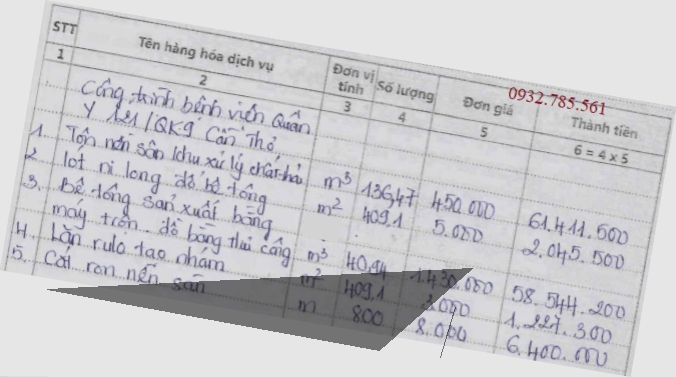 0932.785.561
STT Tên hàng hóa dịch vụ Đơn vị tính Số lượng Đơn giá Thành tiền
1 2 3 4 5 6 = 4 x 5
Công trình bệnh viện Quân
Y 121/QK9 Cần Thơ
1. Tôn nền sân khu xử lý chất thải m³ 136,47 450.000 61.411.500
2 lót ni long đổ bê tông m² 409.1 5.000 2.045.500
3. Bê tông sản xuất bằng
máy trộn đổ bằng thủ công m³ 40.94 1.430.000 58.544.200
4. Lăn rulo tạo nhám m² 409.1 3.000 1.227.300
5. Cắt ron nền sân m 800 8.000 6.400.000